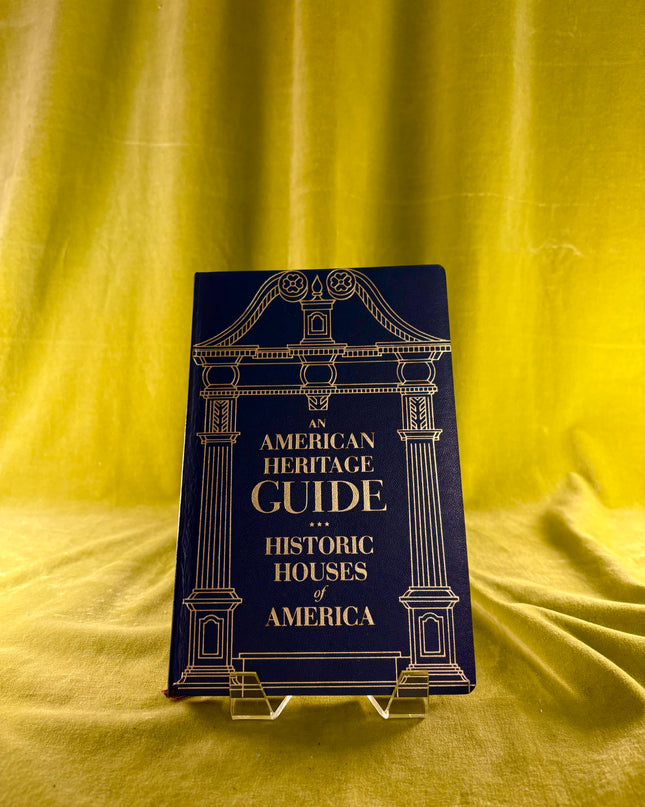 AN
AMERICAN
HERITAGE
GUIDE
HISTORIC
HOUSES
of
AMERICA